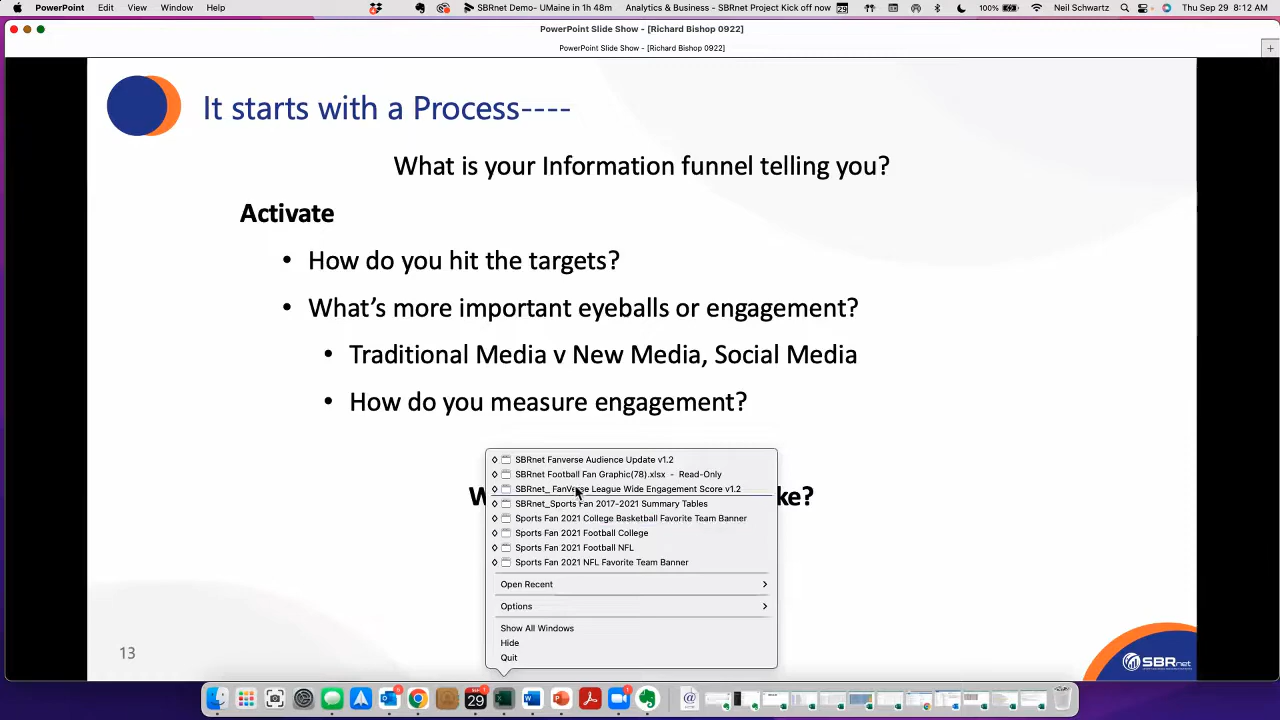 PowerPoint Edit View Window Help SBRnet Demo- UMaine in 1h 48m Analytics & Business - SBRnet Project Kick off now 29 100% Neil Schwartz Thu Sep 29 8:12 AM
PowerPoint Slide Show - [Richard Bishop 0922]
PowerPoint Slide Show - [Richard Bishop 0922]
It starts with a Process----
What is your Information funnel telling you?
Activate
• How do you hit the targets?
• What's more important eyeballs or engagement?
• Traditional Media v New Media, Social Media
• How do you measure engagement?
W
ke?
SBRnet Fanverse Audience Update v1.2
SBRnet Football Fan Graphic(78).xlsx - Read-Only
SBRnet_ FanVerse League Wide Engagement Score v1.2
SBRnet_Sports Fan 2017-2021 Summary Tables
Sports Fan 2021 College Basketball Favorite Team Banner
Sports Fan 2021 Football College
Sports Fan 2021 Football NFL
Sports Fan 2021 NFL Favorite Team Banner
Open Recent
Options
Show All Windows
Hide
Quit
13
SBRnet
29